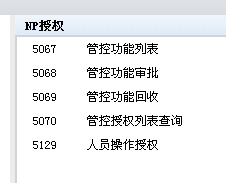 NP授权
5067 管控功能列表
5068 管控功能审批
5069 管控功能回收
5070 管控授权列表查询
5129 人员操作授权